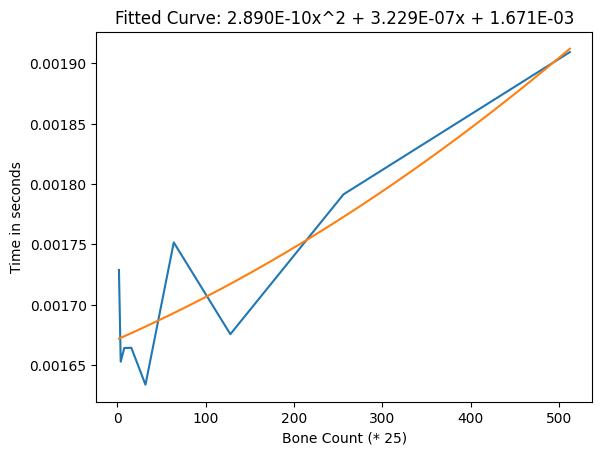 Fitted Curve: 2.890E-10x^2 + 3.229E-07x + 1.671E-03
0.00190
0.00185
0.00180
0.00175
0.00170
0.00165
Time in seconds
0 100 200 300 400 500
Bone Count (* 25)